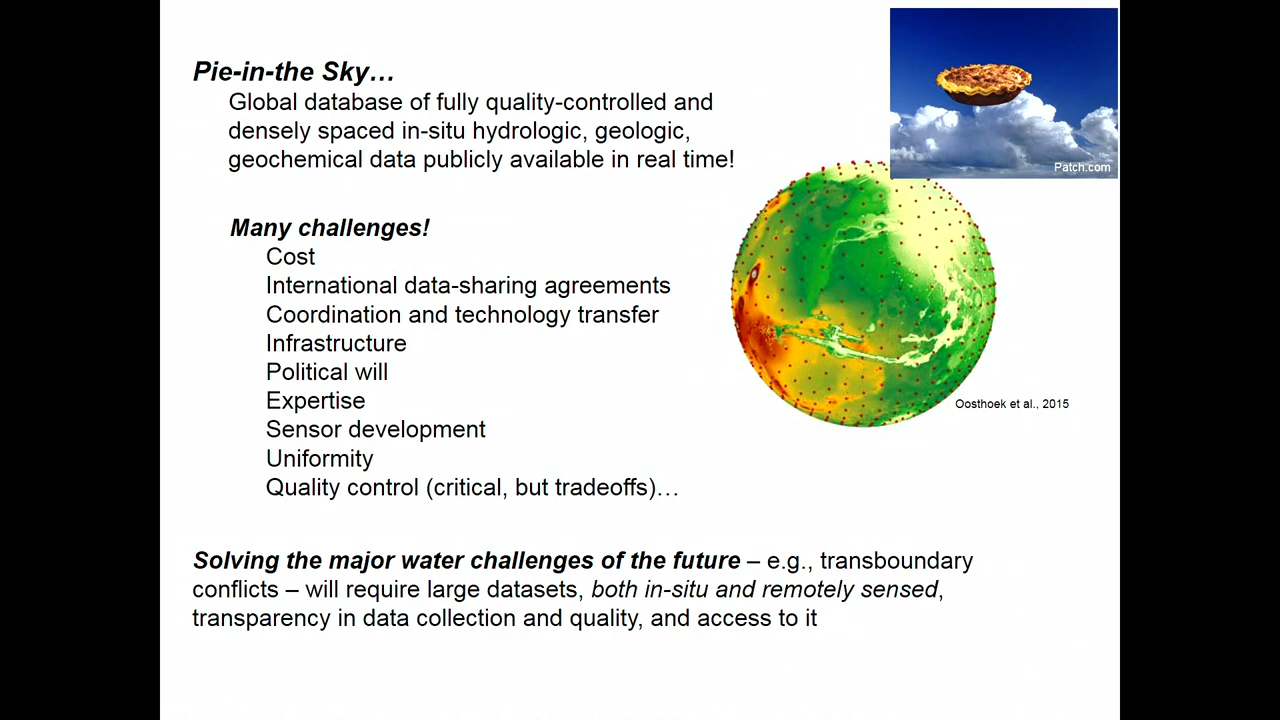 Pie-in-the Sky…
Global database of fully quality-controlled and
densely spaced in-situ hydrologic, geologic,
geochemical data publicly available in real time!
Patch.com
Many challenges!
Cost
International data-sharing agreements
Coordination and technology transfer
Infrastructure
Political will
Expertise
Sensor development
Uniformity
Quality control (critical, but tradeoffs)…
Oosthoek et al., 2015
Solving the major water challenges of the future – e.g., transboundary
conflicts – will require large datasets, both in-situ and remotely sensed,
transparency in data collection and quality, and access to it